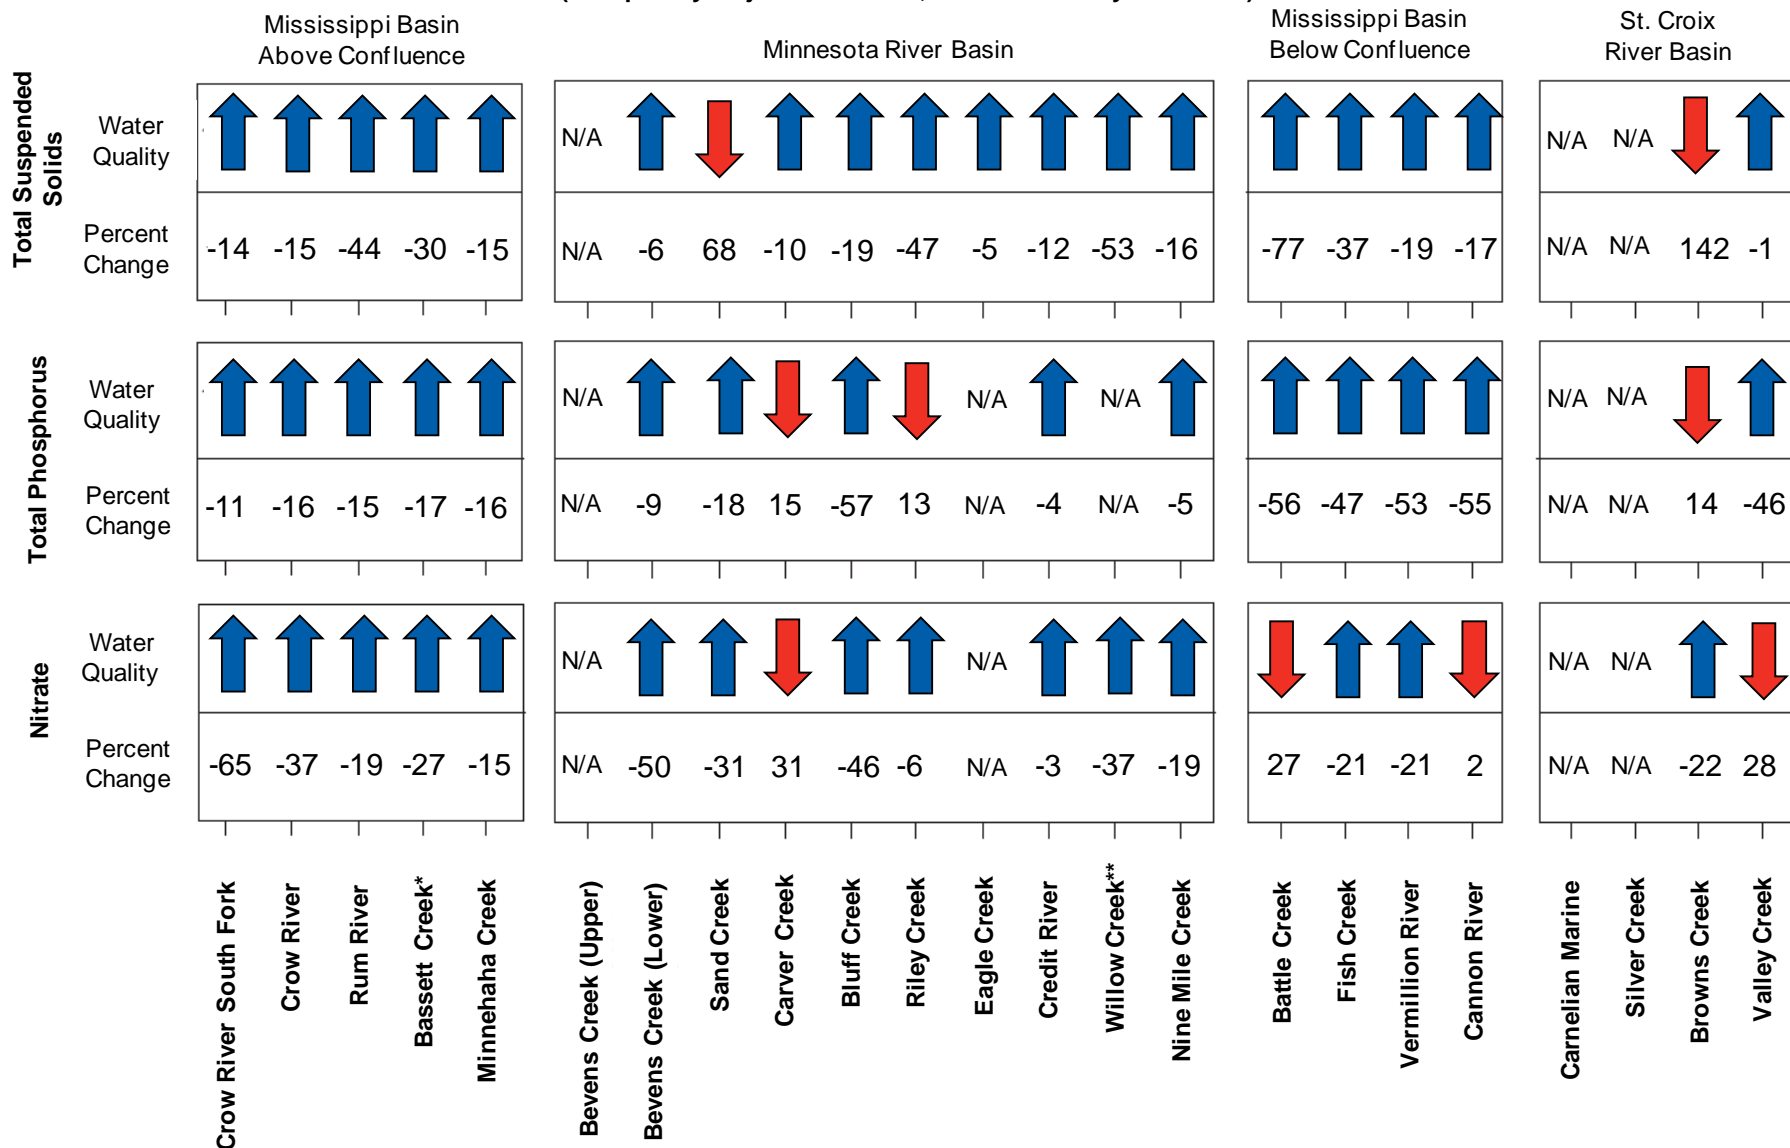 Mississippi Basin
Above Confluence
Minnesota River Basin
Mississippi Basin
Below Confluence
St. Croix
River Basin
Total Suspended
Solids
Water
Quality
N/A
N/A N/A
Percent
Change
-14 -15 -44 -30 -15 N/A -6 68 -10 -19 -47 -5 -12 -53 -16 -77 -37 -19 -17 N/A N/A 142 -1
Total Phosphorus
Water
Quality
N/A N/A N/A
N/A N/A
Percent
Change
-11 -16 -15 -17 -16 N/A -9 -18 15 -57 13 N/A -4 N/A -5 -56 -47 -53 -55 N/A N/A 14 -46
Nitrate
Water
Quality
N/A N/A
N/A N/A
Percent
Change
-65 -37 -19 -27 -15 N/A -50 -31 31 -46 -6 N/A -3 -37 -19 27 -21 -21 2 N/A N/A -22 28
Crow River South Fork
Crow River
Rum River
Bassett Creek*
Minnehaha Creek
Bevens Creek (Upper)
Bevens Creek (Lower)
Sand Creek
Carver Creek
Bluff Creek
Riley Creek
Eagle Creek
Credit River
Willow Creek**
Nine Mile Creek
Battle Creek
Fish Creek
Vermillion River
Cannon River
Carnelian Marine
Silver Creek
Browns Creek
Valley Creek